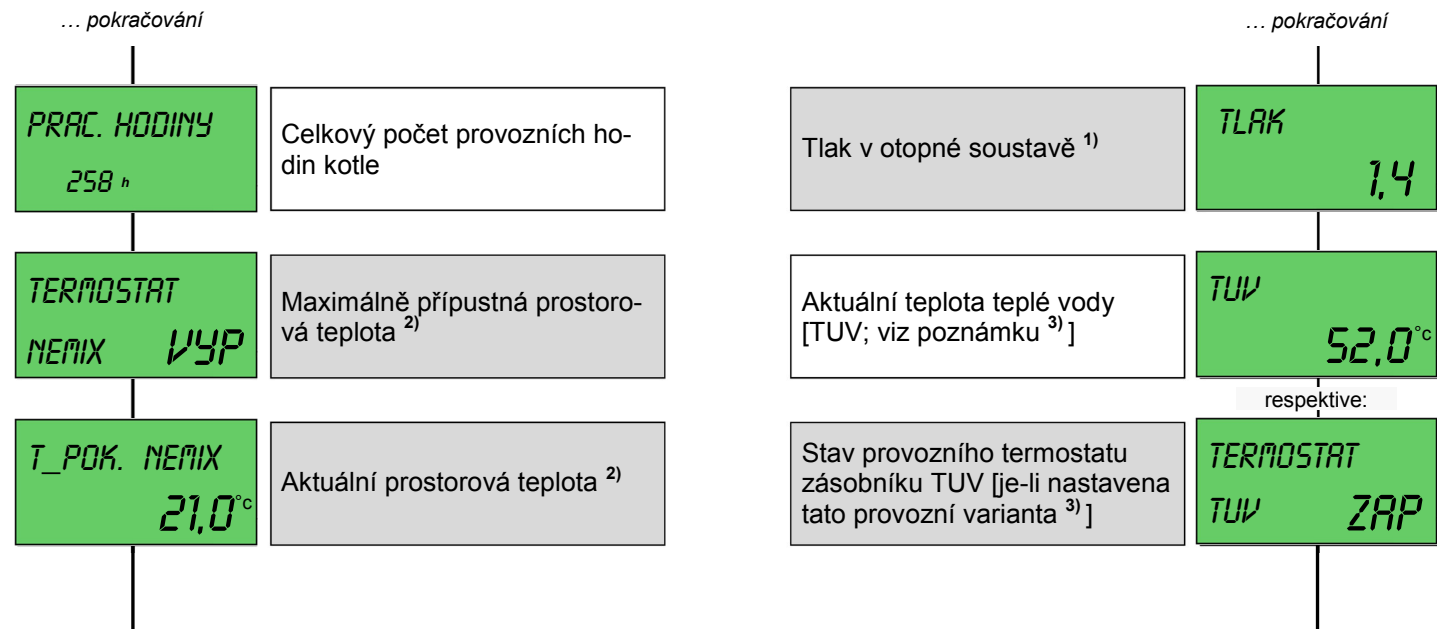 … pokračování
PRAC. HODINY
258 h
Celkový počet provozních ho-
din kotle
TERMOSTAT
NEMIX VYP
Maximálně přípustná prostoro-
vá teplota 2)
T_POK. NEMIX
21,0°c
Aktuální prostorová teplota 2)
… pokračování
Tlak v otopné soustavě 1)
TLAK
1,4
Aktuální teplota teplé vody
[TUV; viz poznámku 3) ]
TUV
52,0°c
respektive:
Stav provozního termostatu
zásobníku TUV [je-li nastavena
tato provozní varianta 3) ]
TERMOSTAT
TUV ZAP